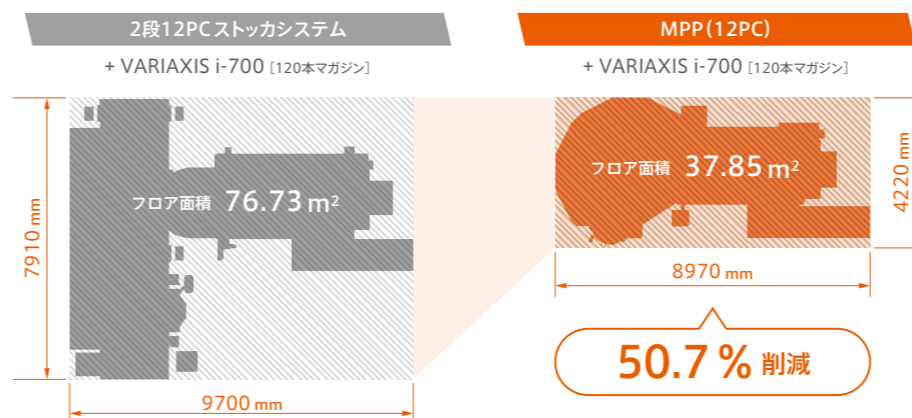 2段12PCストッカシステム
+ VARIAXIS i-700 [120本マガジン]
7910 mm
フロア面積 76.73 m²
9700 mm
MPP(12PC)
+ VARIAXIS i-700 [120本マガジン]
フロア面積 37.85 m²
4220 mm
8970 mm
50.7 % 削減